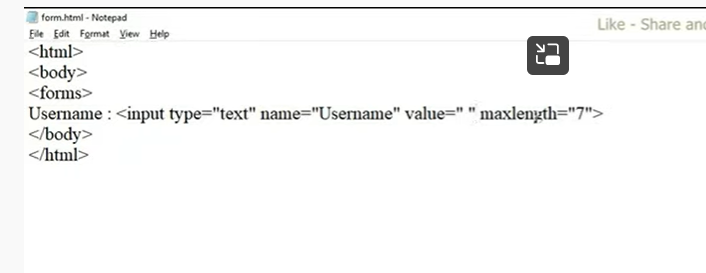 form.html - Notepad
Like - Share and
File Edit Format View Help
<html>
<body>
<forms>
Username : <input type="text" name="Username" value=" " maxlength="7">
</body>
</html>